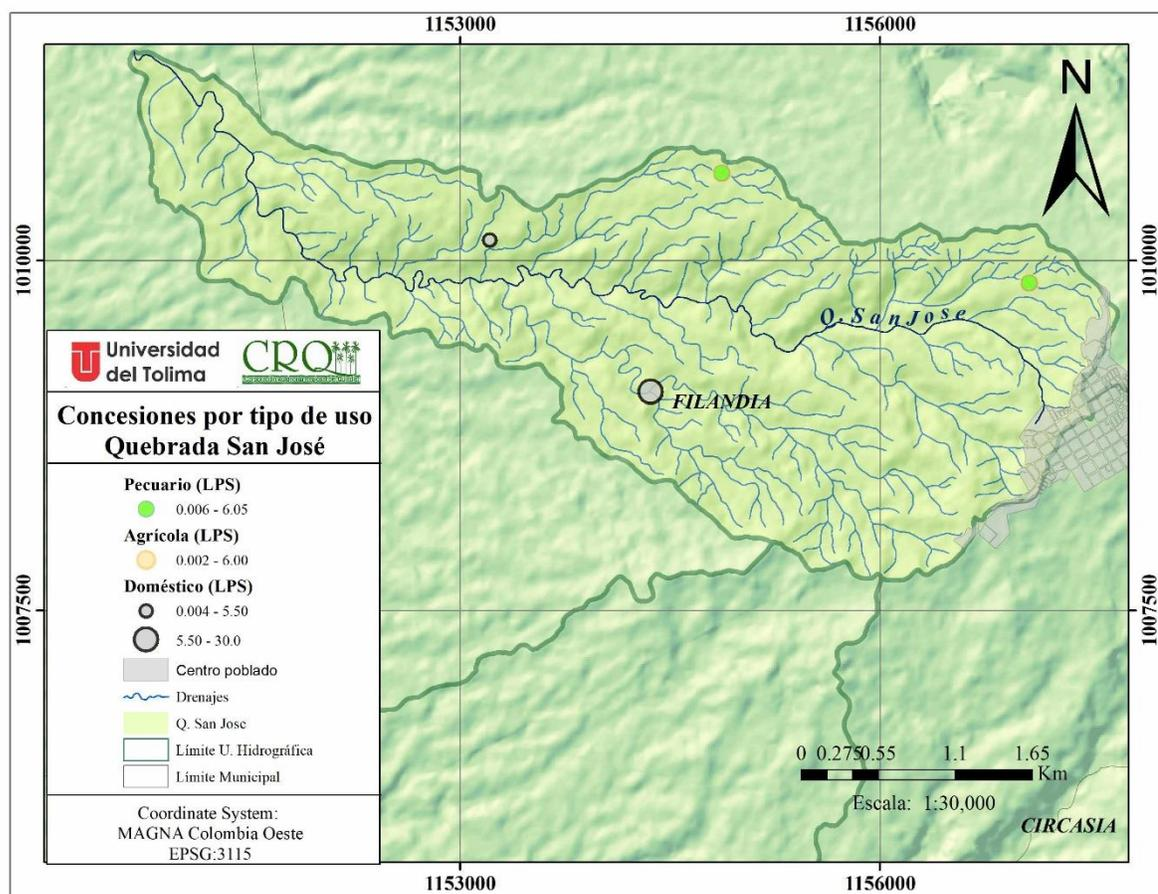 1153000
1156000
N
1010000
1010000
Q. San Jose
FILANDIA
Universidad
del Tolima
CRQ
Concesiones por tipo de uso
Quebrada San José
Pecuario (LPS)
0.006 - 6.05
Agrícola (LPS)
0.002 - 6.00
Doméstico (LPS)
0.004 - 5.50
5.50 - 30.0
Centro poblado
Drenajes
Q. San Jose
Límite U. Hidrográfica
Límite Municipal
Coordinate System:
MAGNA Colombia Oeste
EPSG:3115
1007500
1007500
0 0.275 0.55 1.1 1.65
Km
Escala: 1:30,000
CIRCASIA
1153000
1156000